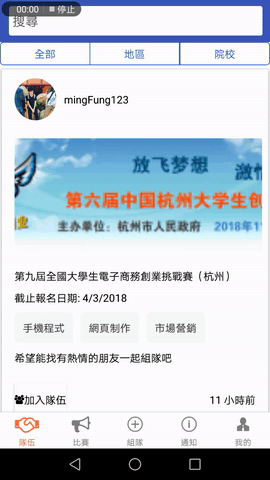 00:00 停止
搜尋
全部
地區
院校
mingFung123
放飞梦想
激情
第六届中国杭州大学生创
主办单位：杭州市人民政府
2018年11
第九屆全國大學生電子商務創業挑戰賽（杭州）
截止報名日期: 4/3/2018
手機程式
網頁制作
市場營銷
希望能找有熱情的朋友一起組隊吧
加入隊伍
11 小時前
隊伍
比賽
組隊
通知
我的